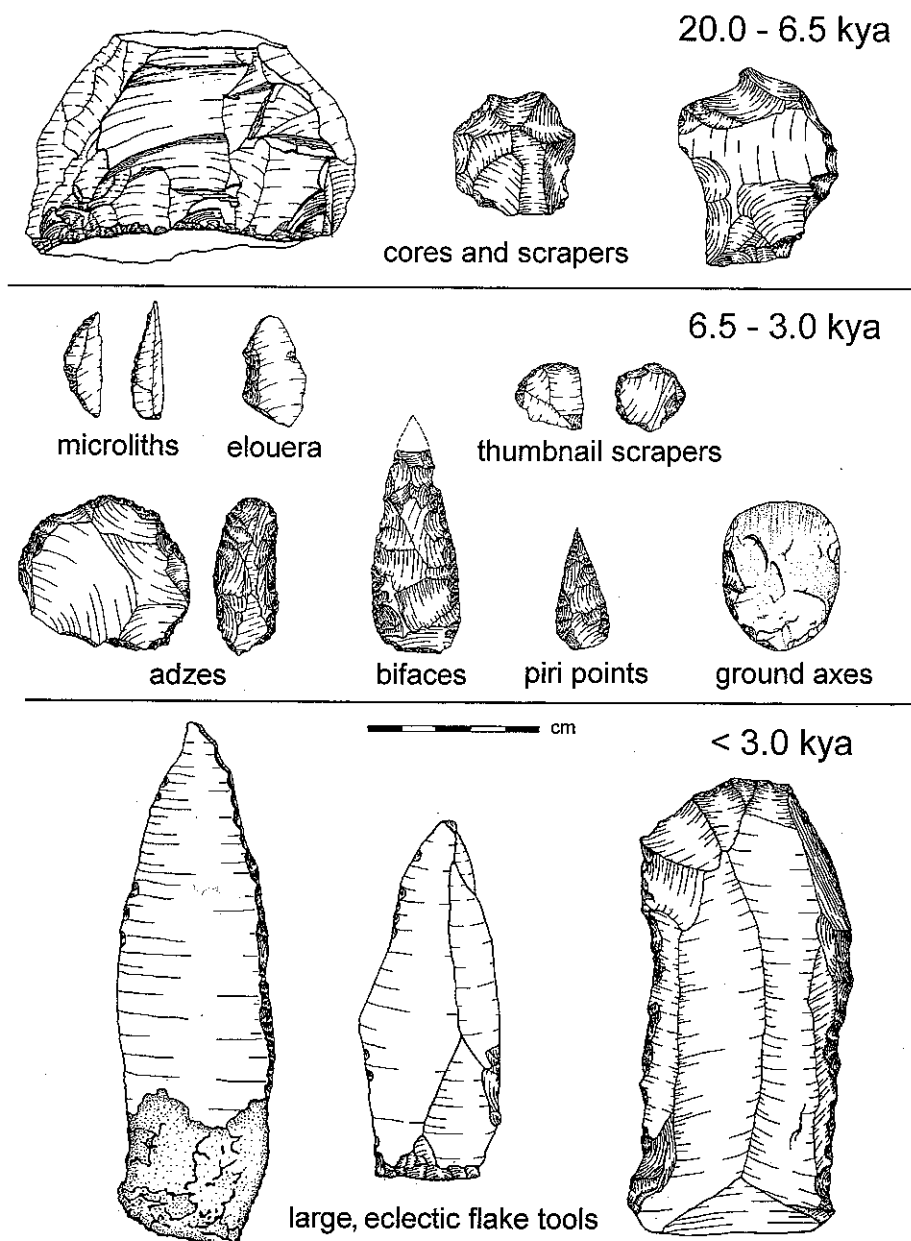 20.0 - 6.5 kya
cores and scrapers
6.5 - 3.0 kya
microliths
elouera
thumbnail scrapers
adzes
bifaces
piri points
ground axes
cm
< 3.0 kya
large, eclectic flake tools